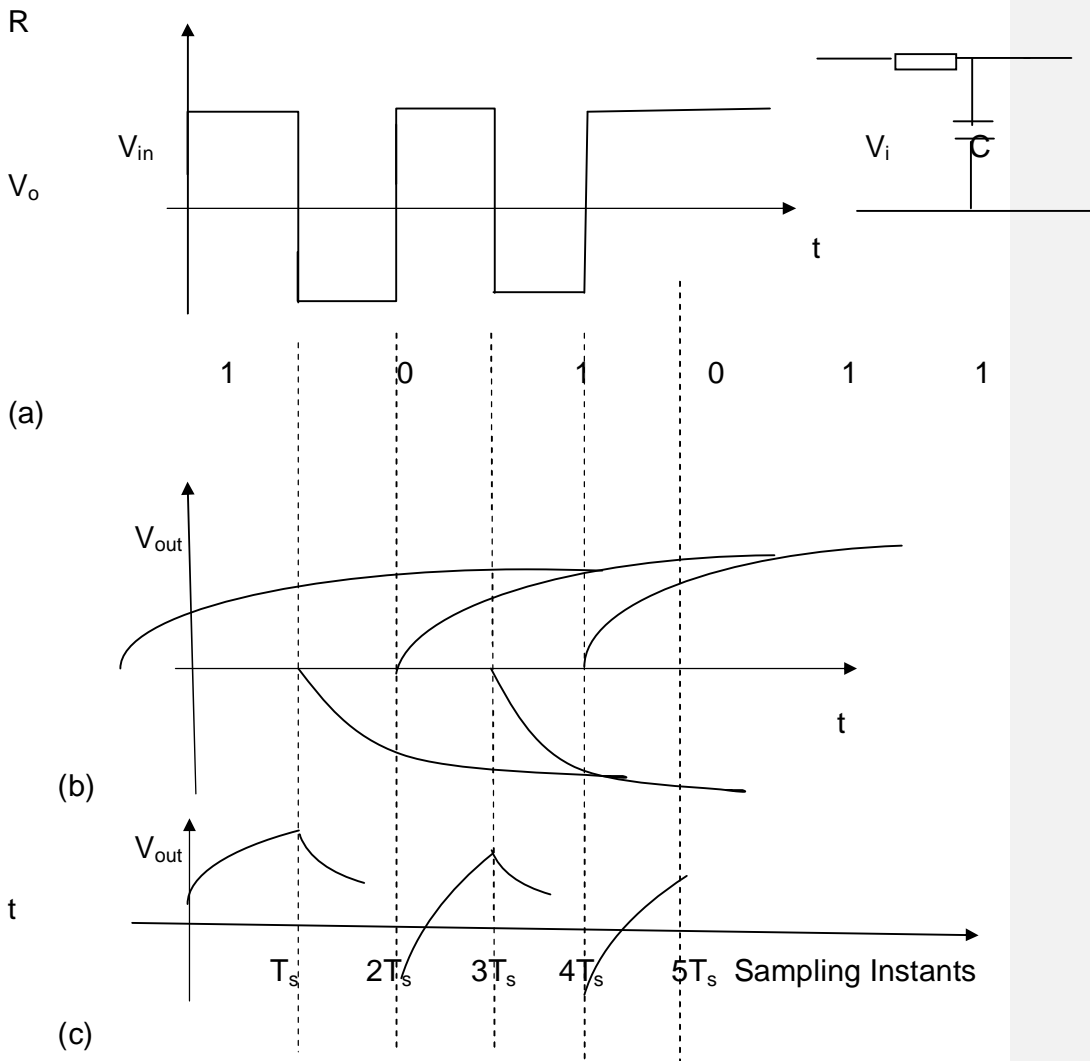 R
V_in V_i C
V_o
t
1 0 1 0 1 1
(a)
V_out
t
(b)
V_out
t
T_s 2T_s 3T_s 4T_s 5T_s Sampling Instants
(c)